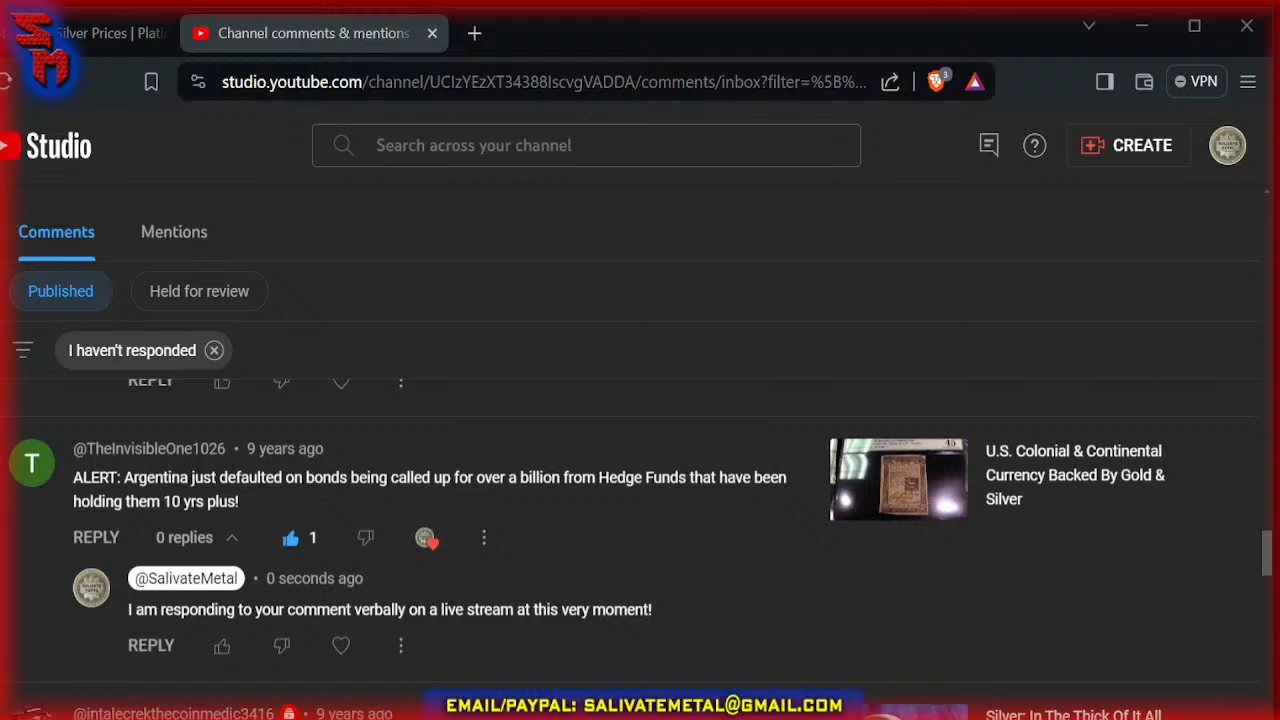 SM
Silver Prices | Plati
Channel comments & mentions
studio.youtube.com/channel/UCIzYEzXT34388IscvgVADDA/comments/inbox?filter=%5B%...
3
VPN
Studio
Search across your channel
CREATE
Comments
Mentions
Published
Held for review
I haven't responded
REPLY
@TheInvisibleOne1026 • 9 years ago
ALERT: Argentina just defaulted on bonds being called up for over a billion from Hedge Funds that have been
holding them 10 yrs plus!
45
U.S. Colonial & Continental
Currency Backed By Gold &
Silver
REPLY 0 replies 1
T
@SalivateMetal • 0 seconds ago
I am responding to your comment verbally on a live stream at this very moment!
REPLY
@intalecrekthecoinmedic3416 9 years ago
Silver: In The Thick Of It All
EMAIL/PAYPAL: SALIVATEMETAL@GMAIL.COM